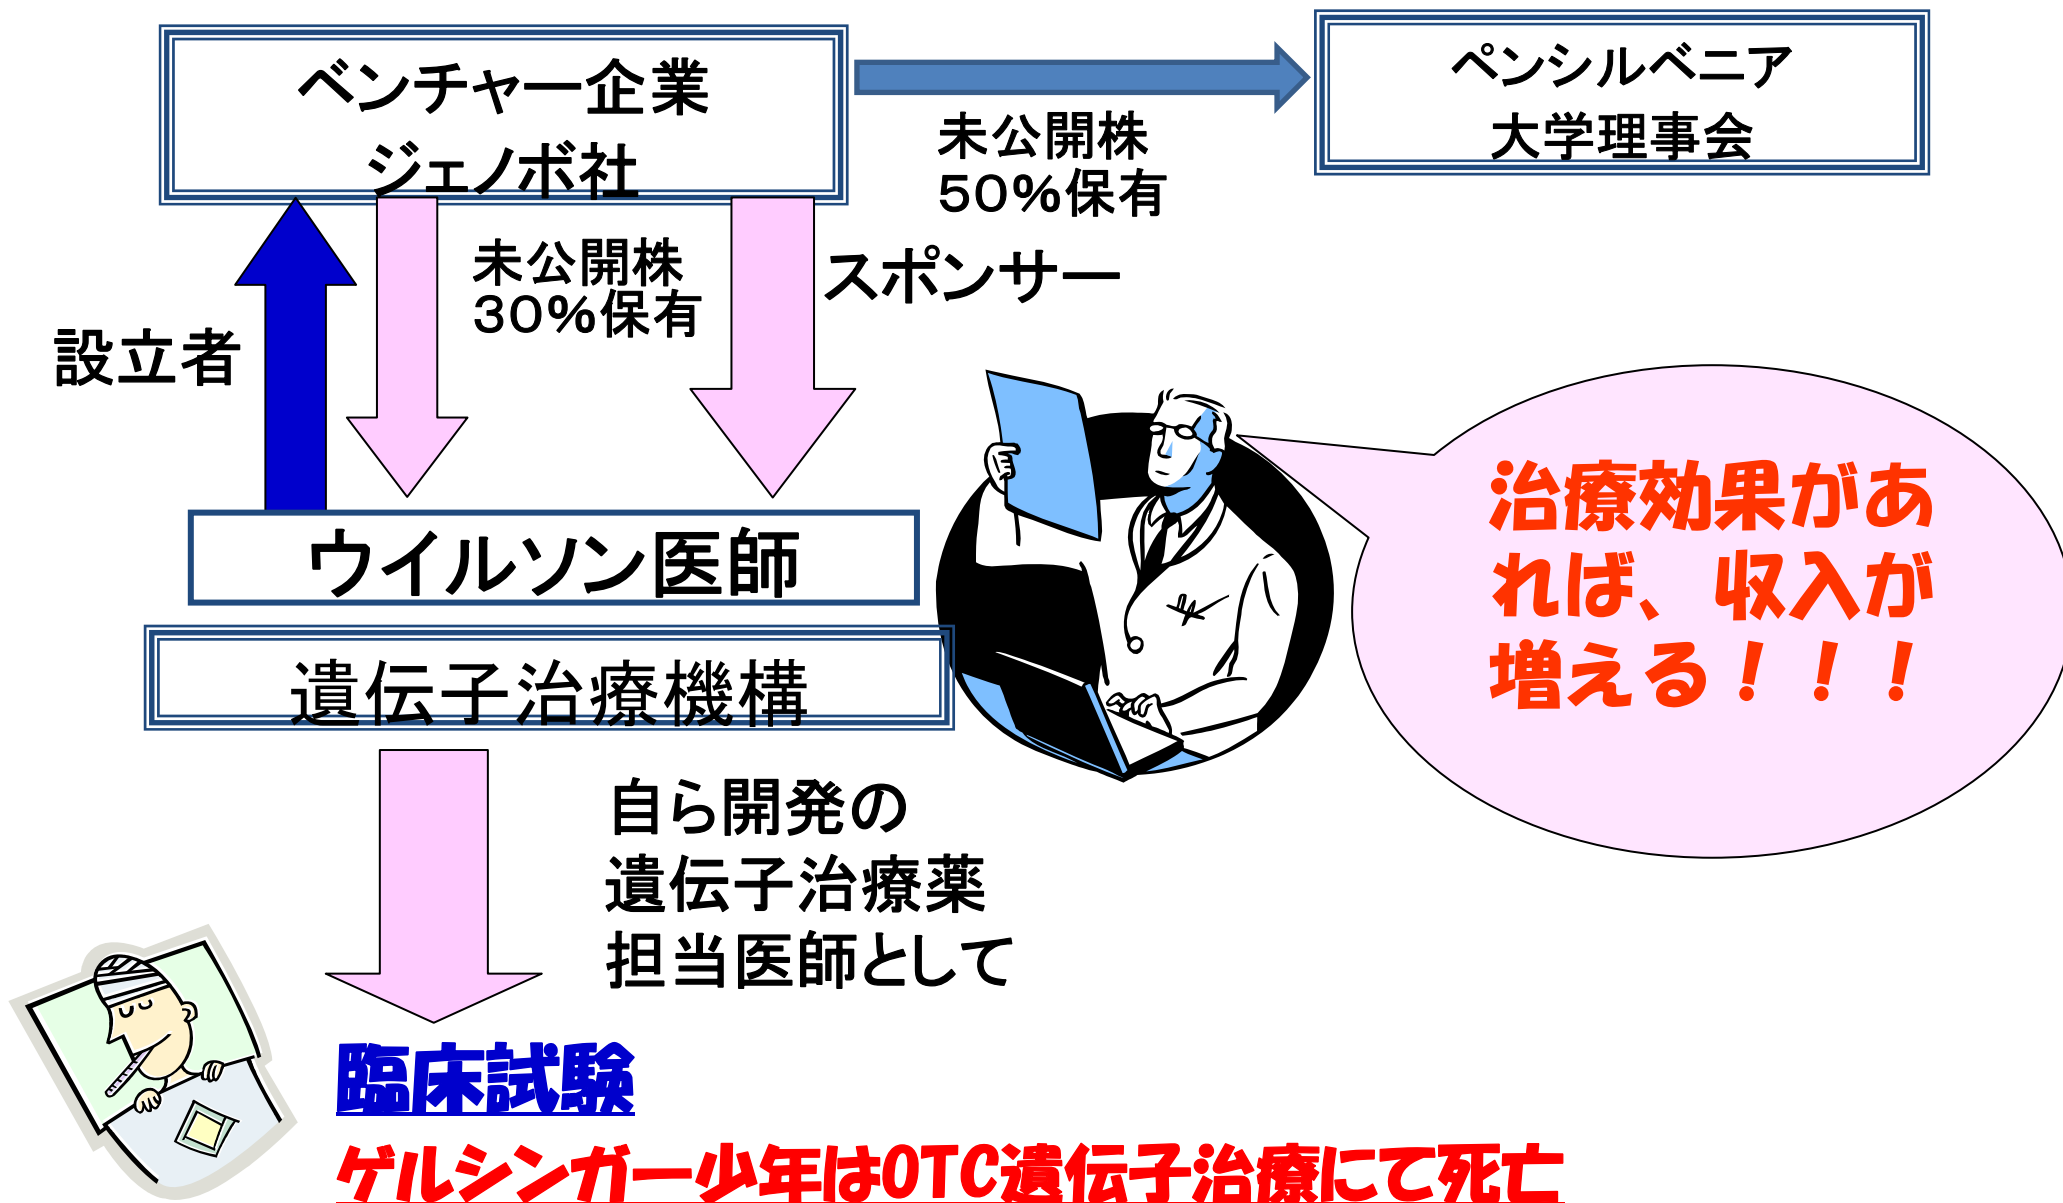 ベンチャー企業
ジェノボ社
ペンシルベニア
大学理事会
未公開株
50%保有
未公開株
30%保有
スポンサー
設立者
ウイルソン医師
遺伝子治療機構
治療効果があ
れば、収入が
増える!!!
自ら開発の
遺伝子治療薬
担当医師として
臨床試験
ゲルシンガー少年はOTC遺伝子治療にて死亡